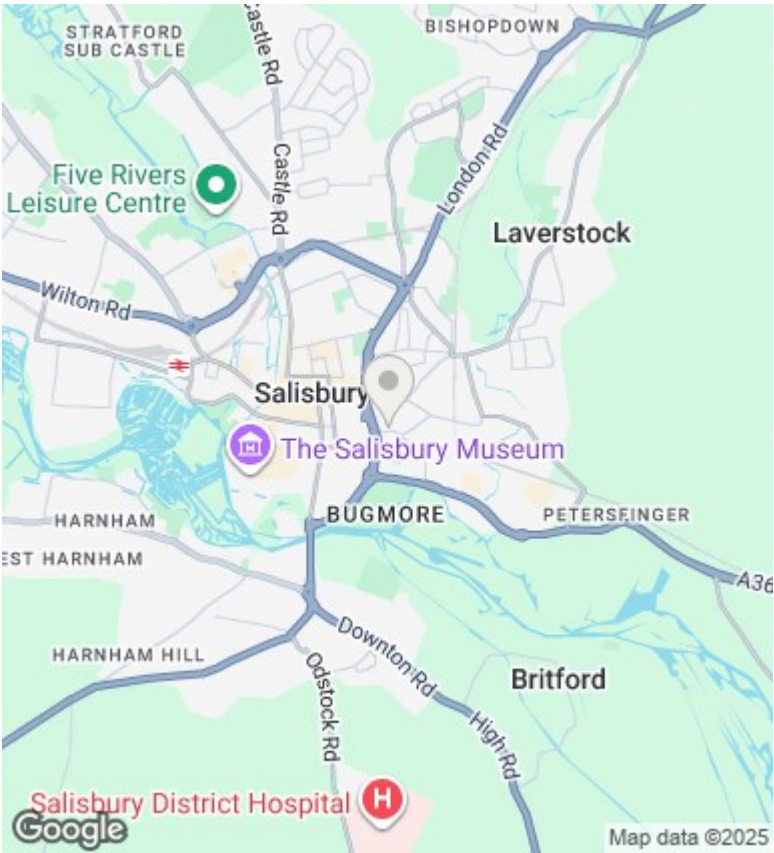 STRATFORD
SUB CASTLE
Castle Rd
BISHOPDOWN
Five Rivers
Leisure Centre
Castle Rd
London Rd
Laverstock
Wilton Rd
Salisbury
The Salisbury Museum
HARNHAM
BUGMORE
PETERSFINGER
EST HARNHAM
A36
HARNHAM HILL
Downton Rd
Odstock Rd
Britford
High Rd
Salisbury District Hospital
H
Google
Map data ©2025